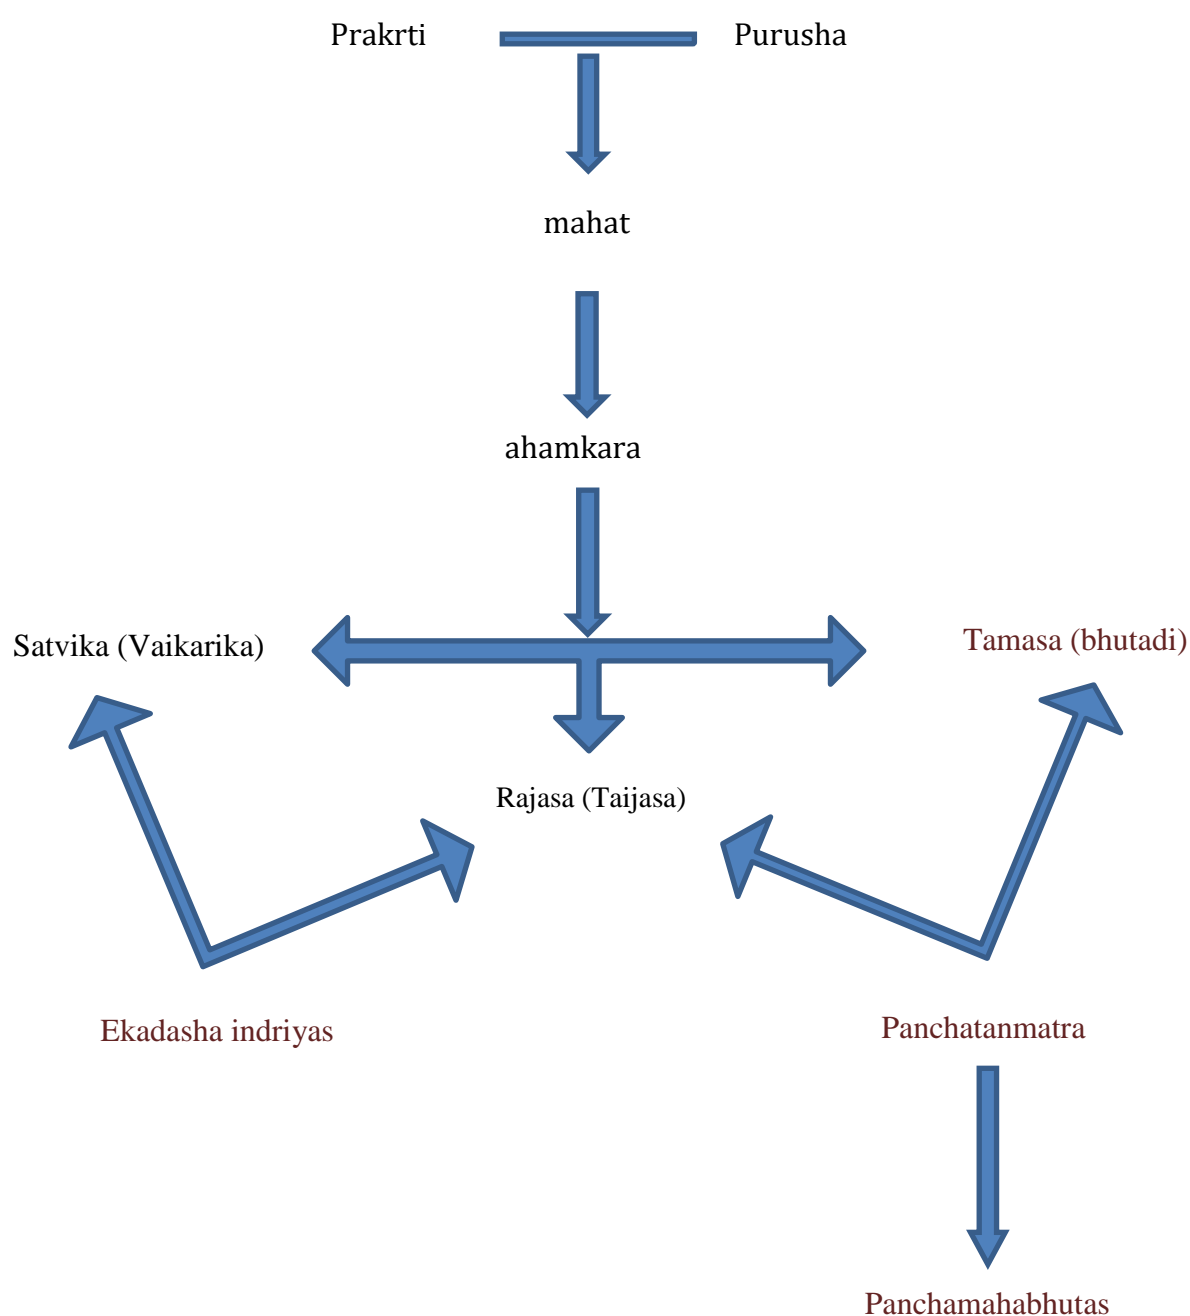 Prakrti Purusha
mahat
ahamkara
Satvika (Vaikarika) Tamasa (bhutadi)
Rajasa (Taijasa)
Ekadasha indriyas Panchatanmatra
Panchamahabhutas